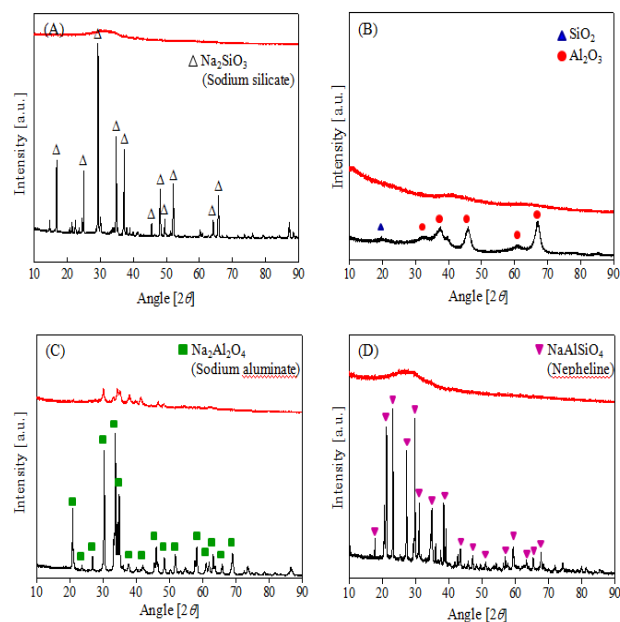 (A)
Na₂SiO₃
(Sodium silicate)
Intensity [a.u.]
10 20 30 40 50 60 70 80 90
Angle [2θ]
(B)
SiO₂
Al₂O₃
Intensity [a.u.]
10 20 30 40 50 60 70 80 90
Angle [2θ]
(C)
Na₂Al₂O₄
(Sodium aluminate)
Intensity [a.u.]
10 20 30 40 50 60 70 80 90
Angle [2θ]
(D)
NaAlSiO₄
(Nepheline)
Intensity [a.u.]
10 20 30 40 50 60 70 80 90
Angle [2θ]